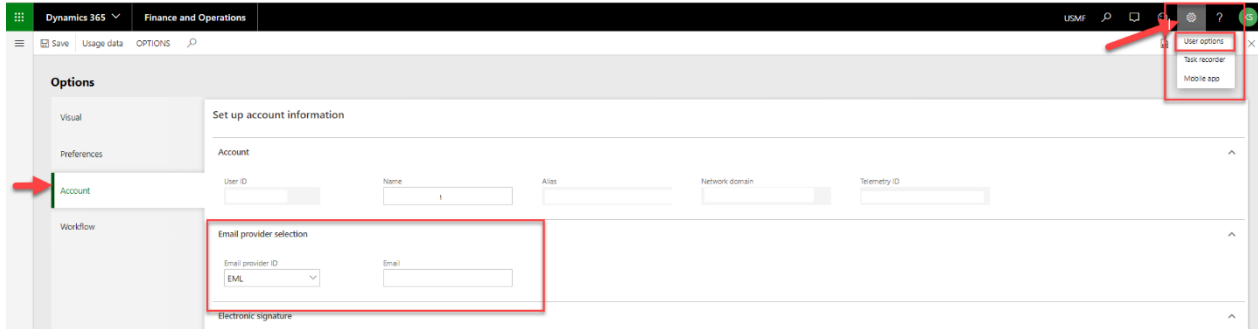 Dynamics 365 Finance and Operations USMF ? KS
Save Usage data OPTIONS User options
Task recorder
Options
Mobile app
Visual
Set up account information
Preferences
Account
User ID Name Alias Network domain Telemetry ID
Account
Workflow
Email provider selection
Email provider ID Email
EML
Electronic signature